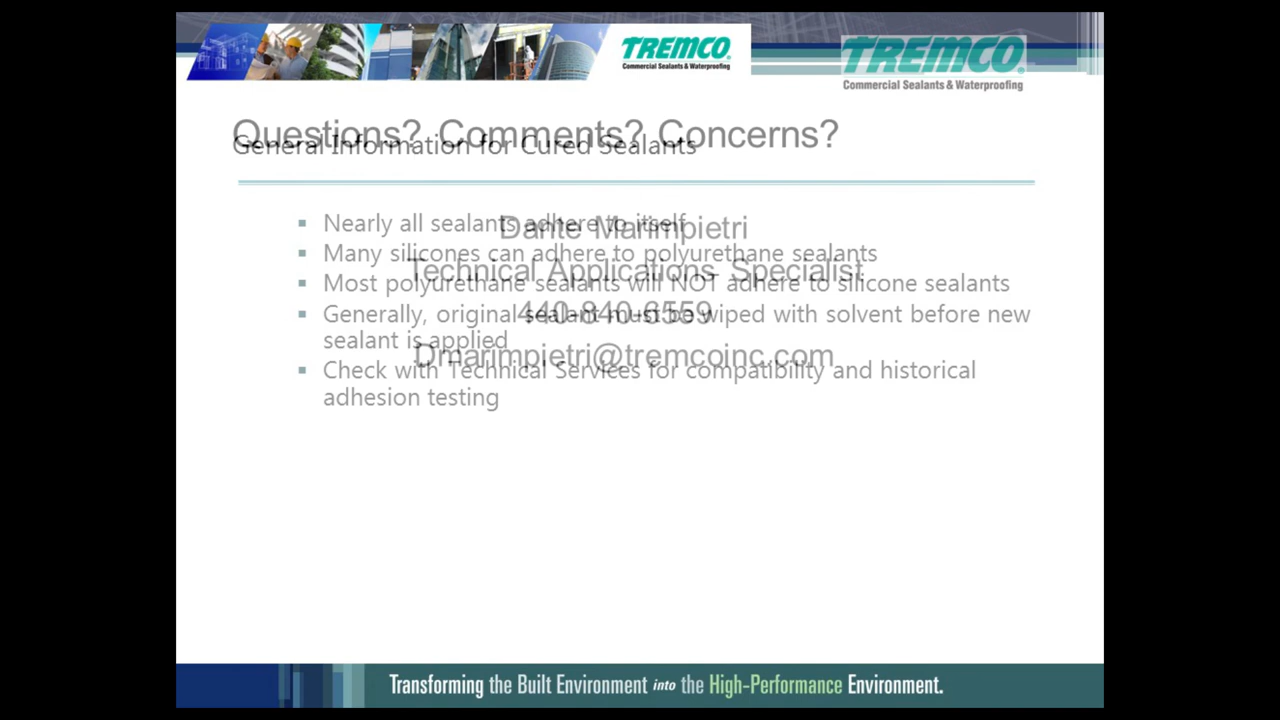 TREMCO
Commercial Sealants & Waterproofing
TREMCO
Commercial Sealants & Waterproofing
Questions? Comments? Concerns?
General Information for Cured Sealants
▪ Nearly all sealants adhere to itself
Dante Marimpietri
▪ Many silicones can adhere to polyurethane sealants
Technical Applications Specialist
▪ Most polyurethane sealants will NOT adhere to silicone sealants
440-840-6559
▪ Generally, original sealant must be wiped with solvent before new
sealant is applied
Dmarimpietri@tremcoinc.com
▪ Check with Technical Services for compatibility and historical
adhesion testing
Transforming the Built Environment into the High-Performance Environment.